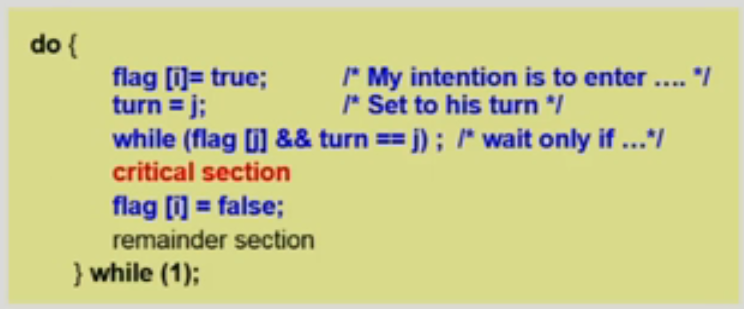 do {
flag [i]= true; /* My intention is to enter .... */
turn = j; /* Set to his turn */
while (flag [j] && turn == j) ; /* wait only if ...*/
critical section
flag [i] = false;
remainder section
} while (1);